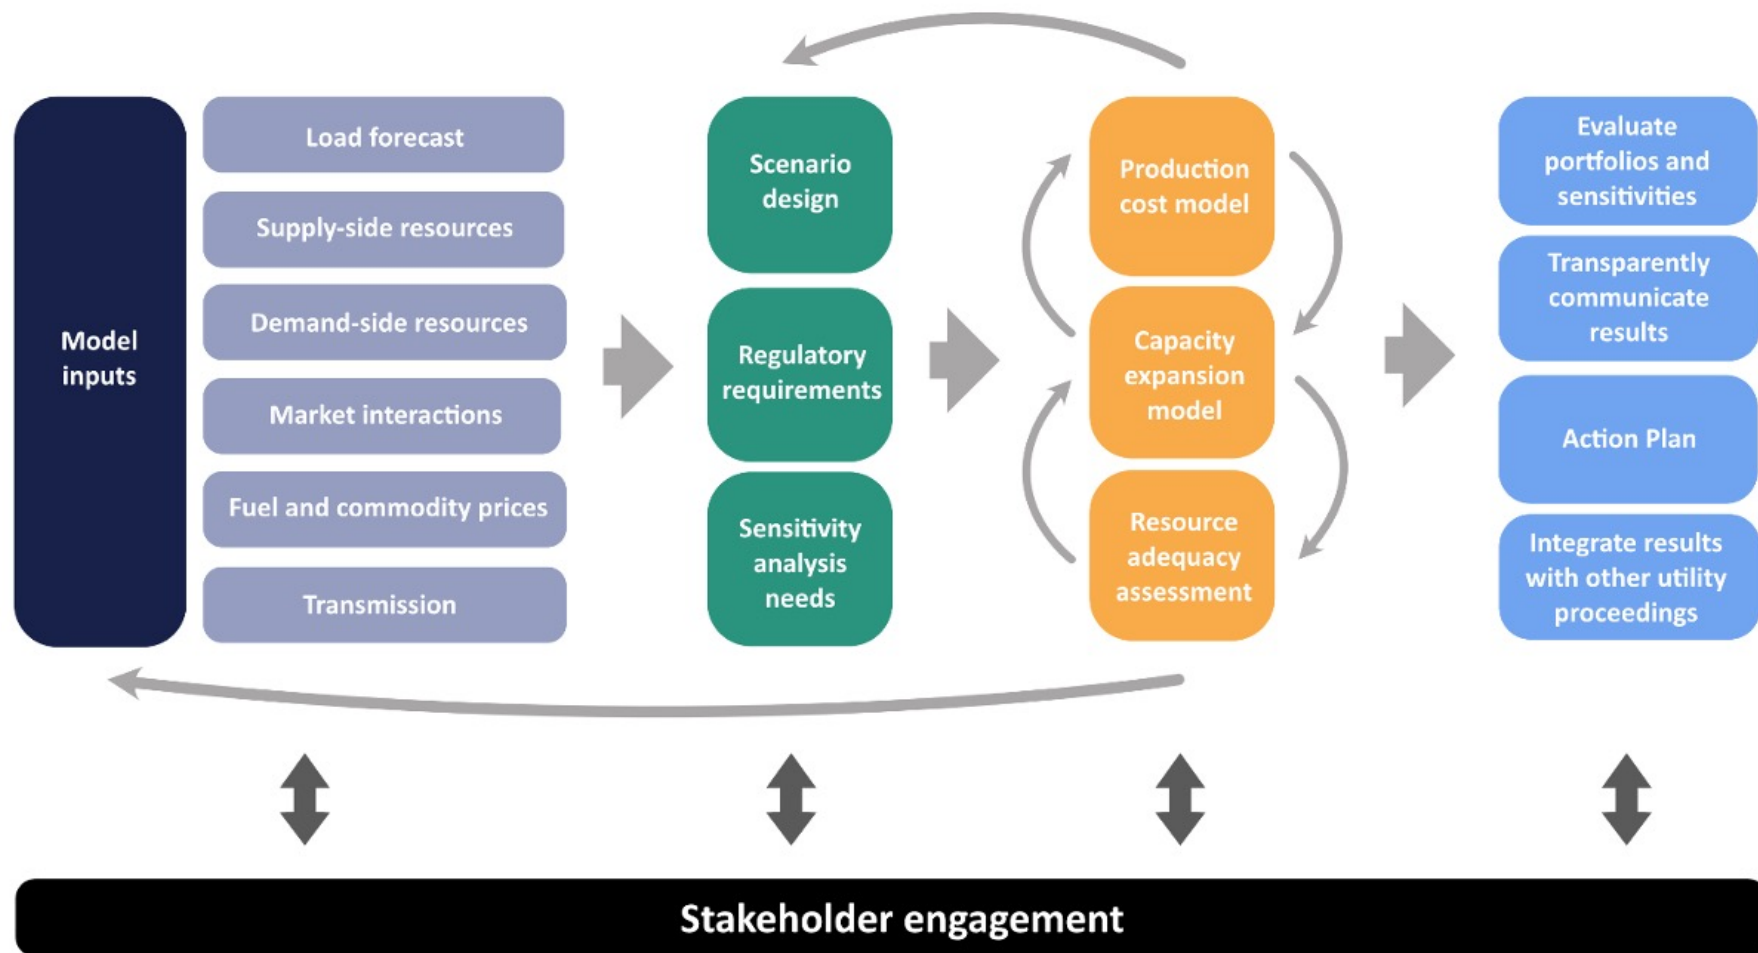 Model
inputs
Load forecast
Supply-side resources
Demand-side resources
Market interactions
Fuel and commodity prices
Transmission
Scenario
design
Regulatory
requirements
Sensitivity
analysis
needs
Production
cost model
Capacity
expansion
model
Resource
adequacy
assessment
Evaluate
portfolios and
sensitivities
Transparently
communicate
results
Action Plan
Integrate results
with other utility
proceedings
Stakeholder engagement